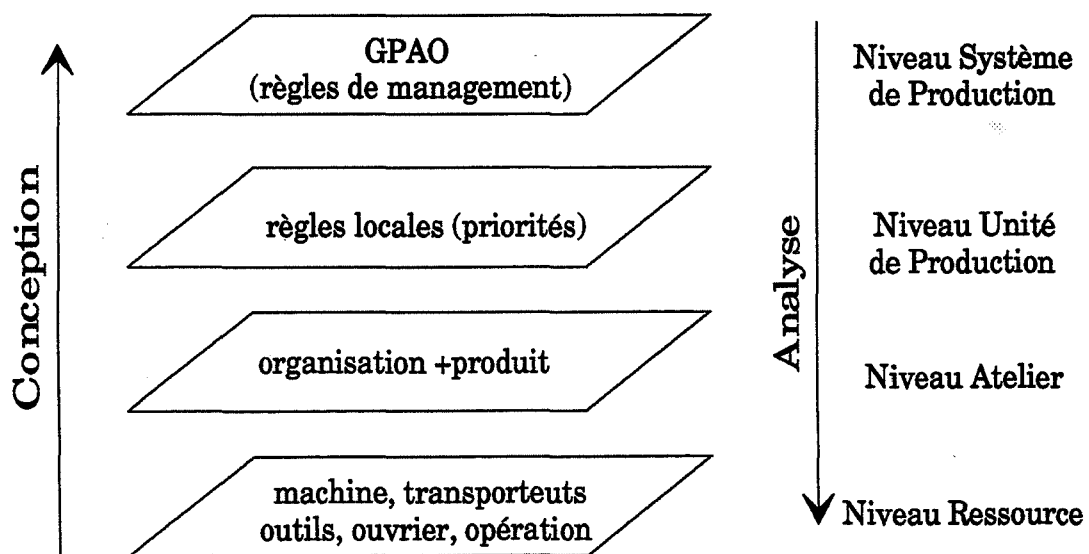 GPAO
(règles de management)
Niveau Système
de Production
règles locales (priorités)
Niveau Unité
de Production
organisation +produit
Niveau Atelier
machine, transporteuts
outils, ouvrier, opération
Niveau Ressource
Conception
Analyse